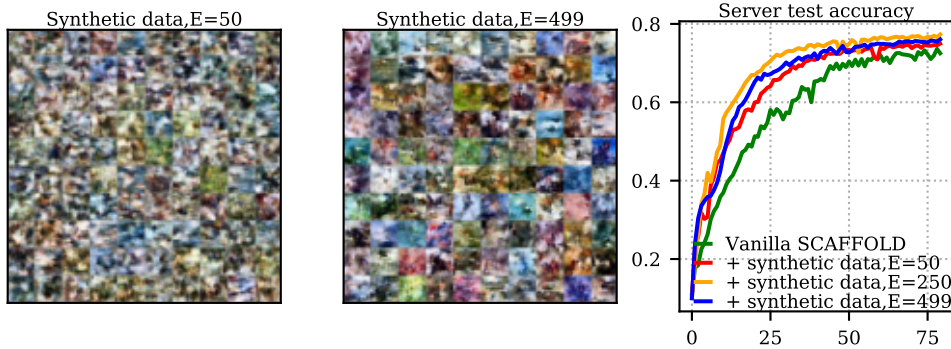 Synthetic data,E=50
Synthetic data,E=499
Server test accuracy
0.8
0.6
0.4
0.2
Vanilla SCAFFOLD
+ synthetic data,E=50
+ synthetic data,E=250
+ synthetic data,E=499
0 25 50 75